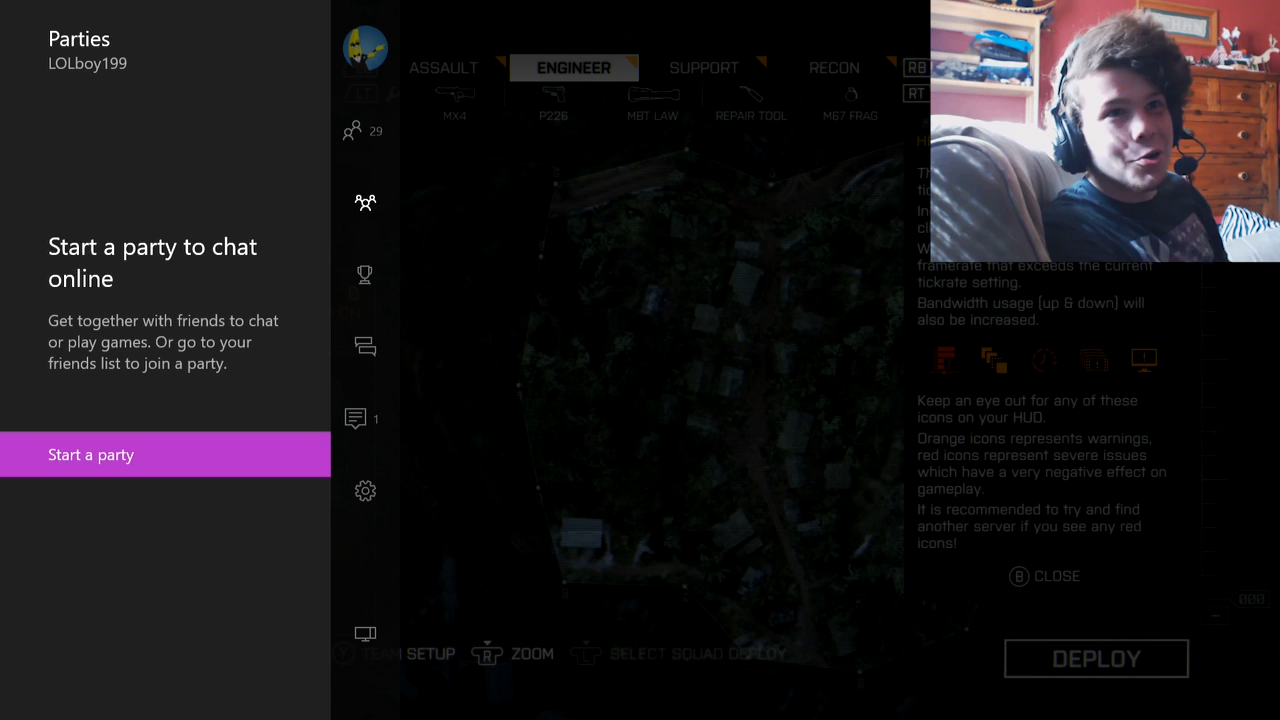 Parties
LOLboy199
Start a party to chat
online
Get together with friends to chat
or play games. Or go to your
friends list to join a party.
Start a party
29
1
ASSAULT
ENGINEER
SUPPORT
RECON
RB
LT
RT
MX4
P226
MBT LAW
REPAIR TOOL
M67 FRAG
framerate that exceeds the current
tickrate setting.
Bandwidth usage (up & down) will
also be increased.
Keep an eye out for any of these
icons on your HUD.
Orange icons represents warnings,
red icons represent severe issues
which have a very negative effect on
gameplay.
It is recommended to try and find
another server if you see any red
icons!
B CLOSE
000
Y TEAM SETUP
R ZOOM
L SELECT SQUAD DEPLOY
DEPLOY